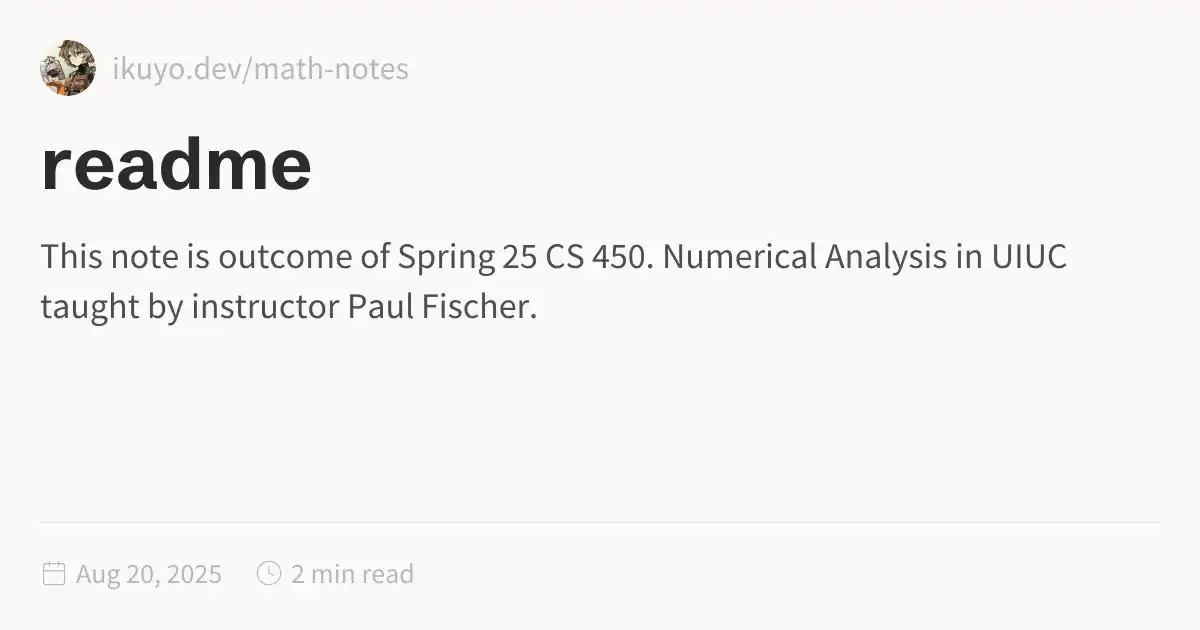 ikuyo.dev/math-notes
readme
This note is outcome of Spring 25 CS 450. Numerical Analysis in UIUC
taught by instructor Paul Fischer.
Aug 20, 2025 2 min read